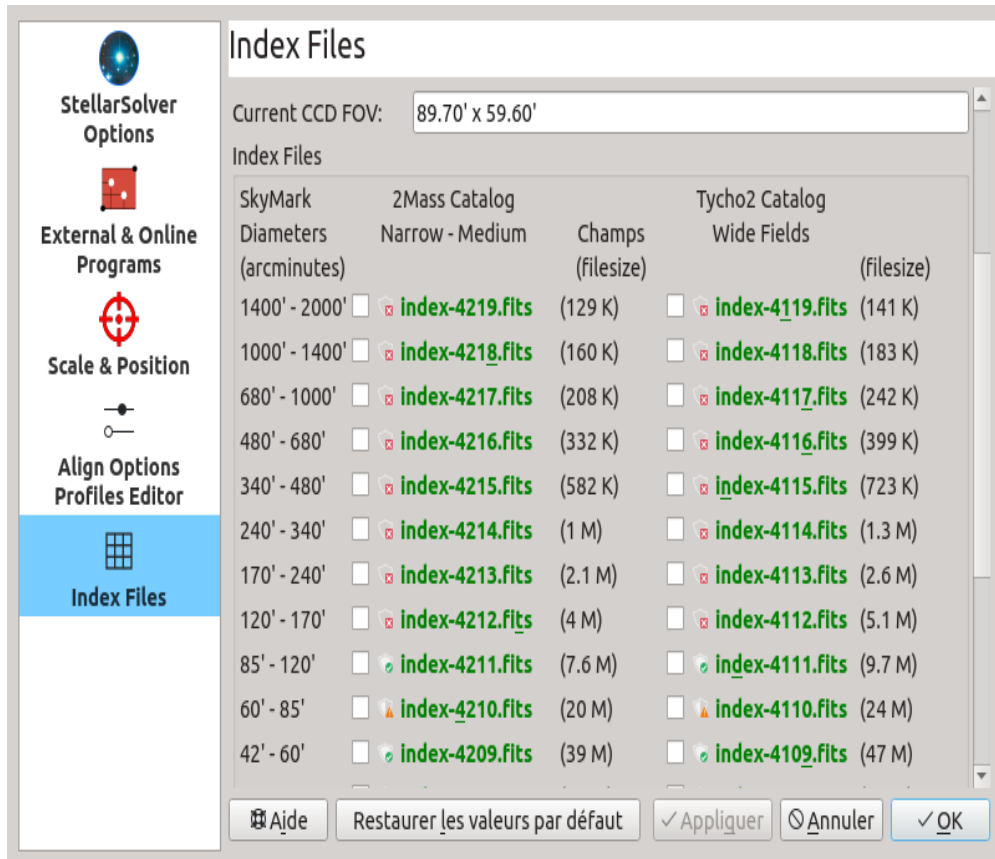 Index Files
StellarSolver
Options
External & Online
Programs
Scale & Position
Align Options
Profiles Editor
Index Files
Current CCD FOV: 89.70' x 59.60'
Index Files
SkyMark 2Mass Catalog Tycho2 Catalog
Diameters Narrow - Medium Champs Wide Fields
(arcminutes) (filesize) (filesize)
1400' - 2000' index-4219.fits (129 K) index-4119.fits (141 K)
1000' - 1400' index-4218.fits (160 K) index-4118.fits (183 K)
680' - 1000' index-4217.fits (208 K) index-4117.fits (242 K)
480' - 680' index-4216.fits (332 K) index-4116.fits (399 K)
340' - 480' index-4215.fits (582 K) index-4115.fits (723 K)
240' - 340' index-4214.fits (1 M) index-4114.fits (1.3 M)
170' - 240' index-4213.fits (2.1 M) index-4113.fits (2.6 M)
120' - 170' index-4212.fits (4 M) index-4112.fits (5.1 M)
85' - 120' index-4211.fits (7.6 M) index-4111.fits (9.7 M)
60' - 85' index-4210.fits (20 M) index-4110.fits (24 M)
42' - 60' index-4209.fits (39 M) index-4109.fits (47 M)
Aide Restaurer les valeurs par défaut Appliquer Annuler OK